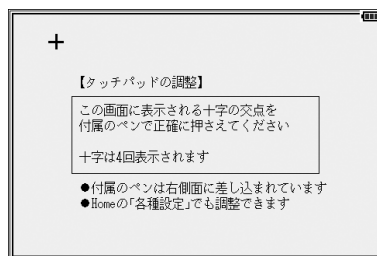 【タッチパッドの調整】
この画面に表示される十字の交点を
付属のペンで正確に押さえてください
十字は4回表示されます
●付属のペンは右側面に差し込まれています
●Homeの「各種設定」でも調整できます